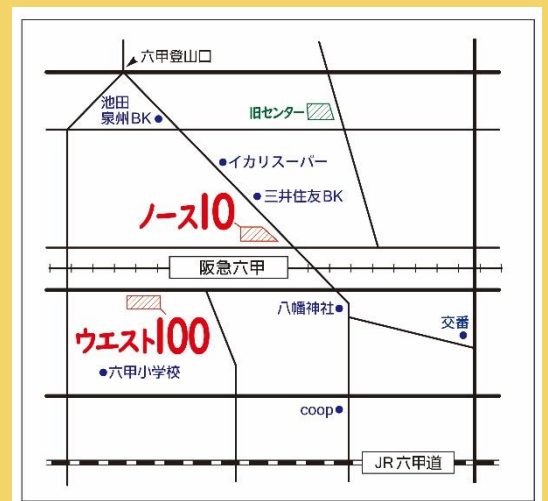 六甲登山口
池田
泉州BK
旧センター
イカリスーパー
三井住友BK
ノース10
阪急六甲
八幡神社
交番
ウエスト100
六甲小学校
coop
JR六甲道